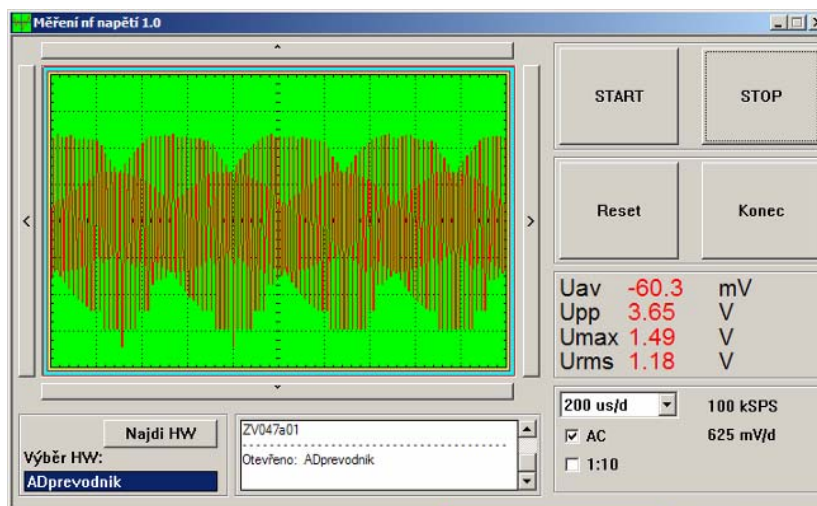 Měření nf napětí 1.0
START
STOP
Reset
Konec
Uav -60.3 mV
Upp 3.65 V
Umax 1.49 V
Urms 1.18 V
200 us/d
100 kSPS
AC
625 mV/d
1:10
Najdi HW
Výběr HW:
ADprevodnik
ZV047a01
Otevřeno: ADprevodnik